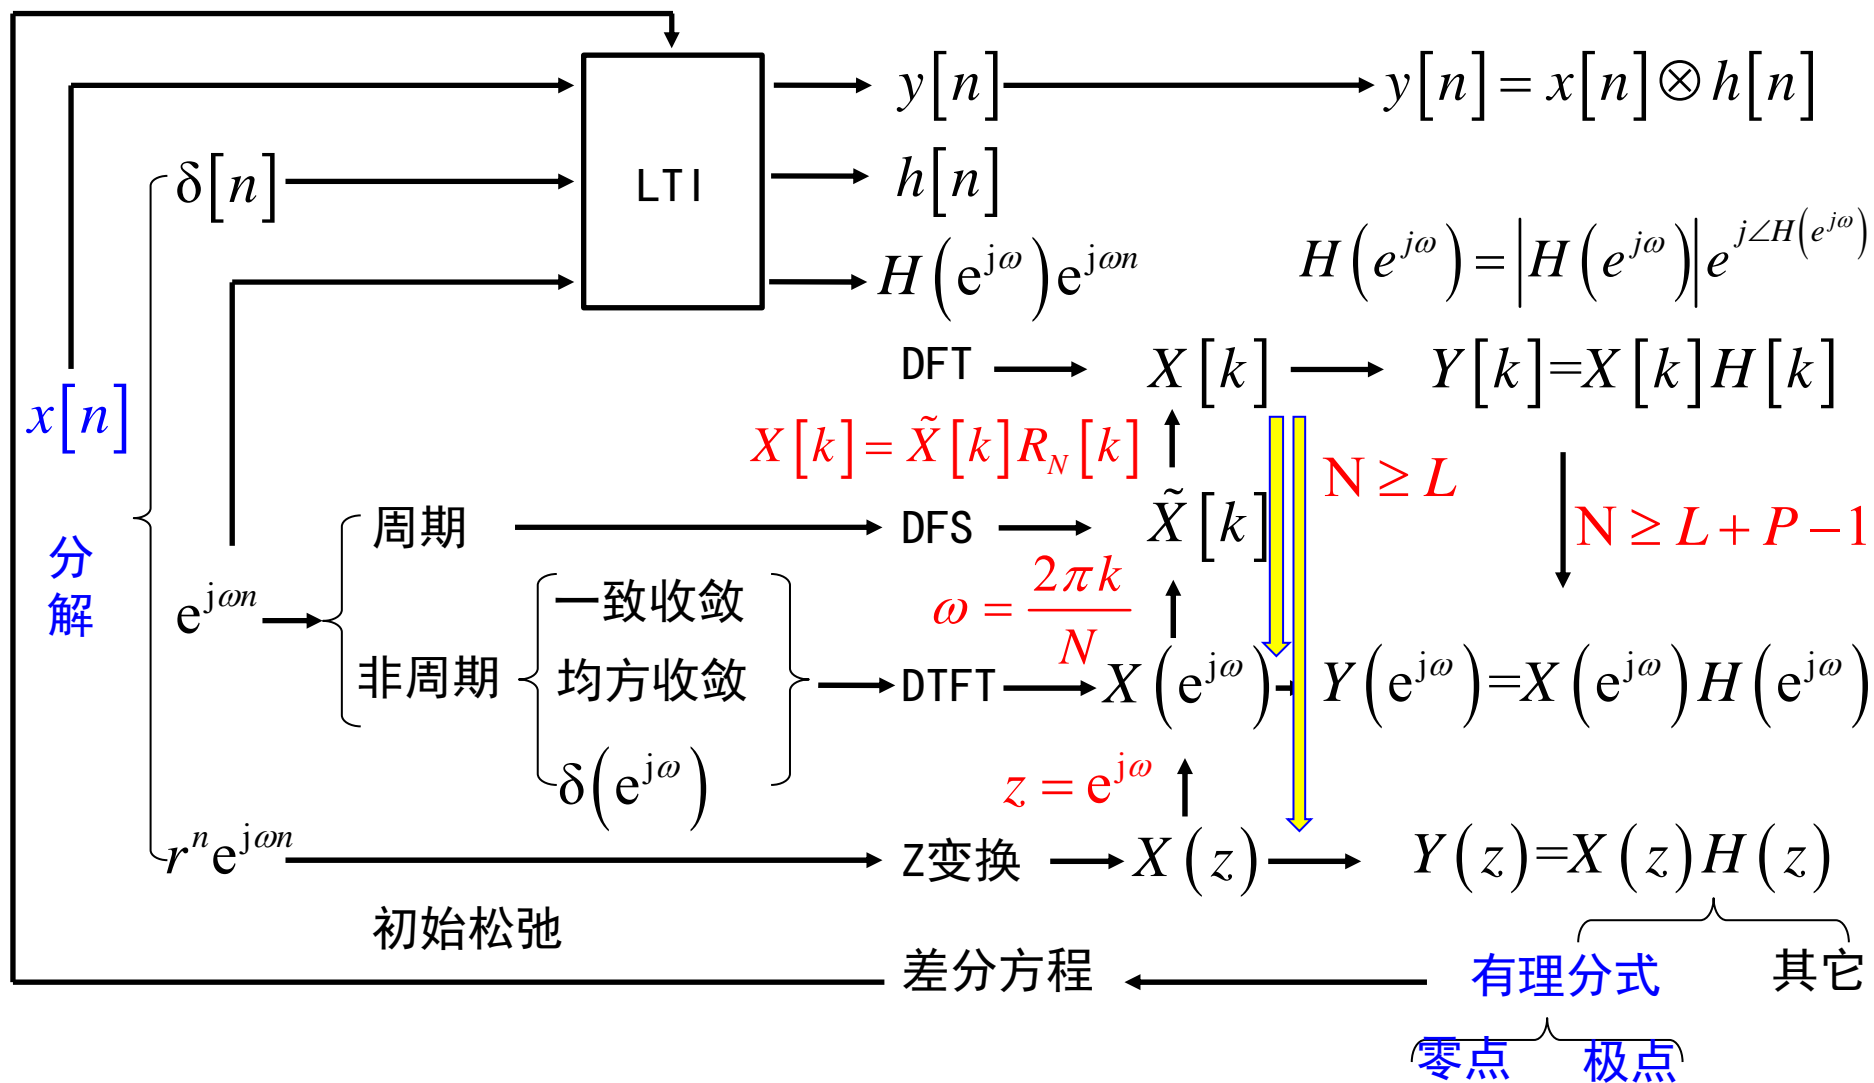 y[n]
y[n] = x[n] ⊗ h[n]
δ[n]
LTI
h[n]
H(e^{jω})e^{jωn}
H(e^{jω}) = |H(e^{jω})| e^{j∠H(e^{jω})}
DFT
X[k]
Y[k]=X[k]H[k]
x[n]
X[k] = X̃[k]R_N[k]
N ≥ L
周期
DFS
X̃[k]
N ≥ L + P − 1
分解
e^{jωn}
一致收敛
ω = \frac{2πk}{N}
非周期
均方收敛
DTFT
X(e^{jω})
Y(e^{jω})=X(e^{jω})H(e^{jω})
δ(e^{jω})
z = e^{jω}
r^n e^{jωn}
Z变换
X(z)
Y(z)=X(z)H(z)
初始松弛
差分方程
有理分式
其它
零点
极点